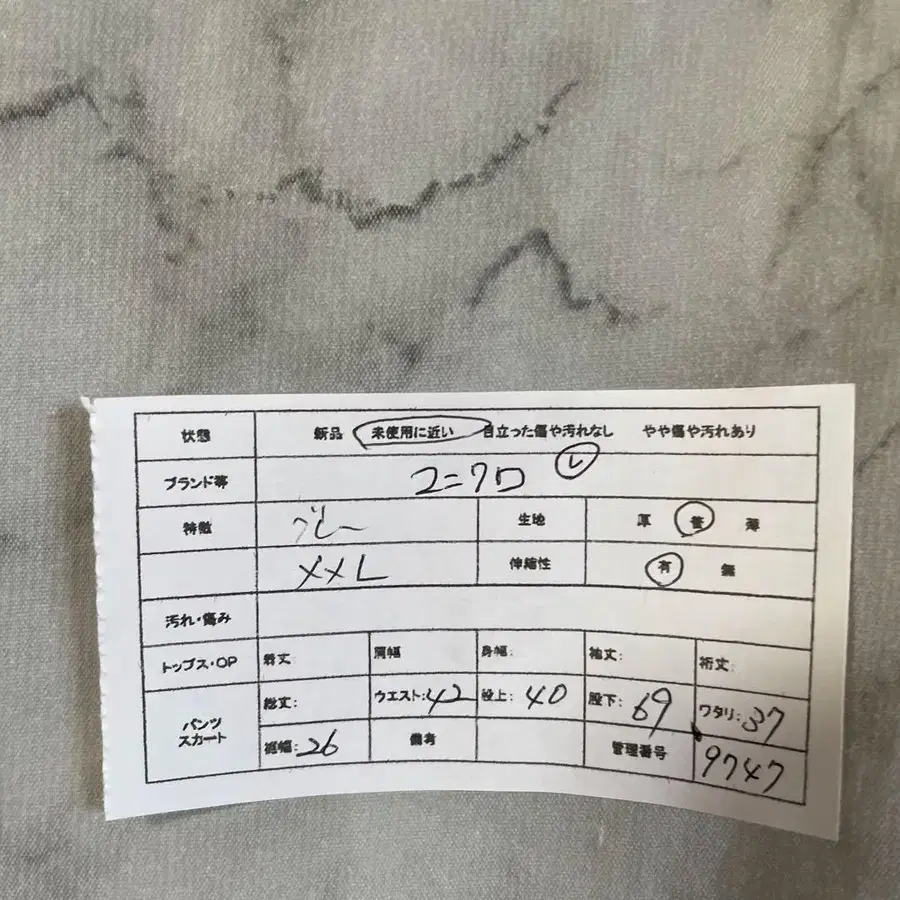 状態 新品 未使用に近い 目立った傷や汚れなし やや傷や汚れあり
ブランド等 ユニクロ レ
特徴 グレー 生地 厚 普 薄
XXL 伸縮性 有 無
汚れ・傷み
トップス・OP 着丈: 肩幅 身幅: 袖丈: 裄丈:
パンツ スカート 総丈: ウエスト:42 股上:40 股下:69 ワタリ:37
裾幅:26 備考 管理番号 9747